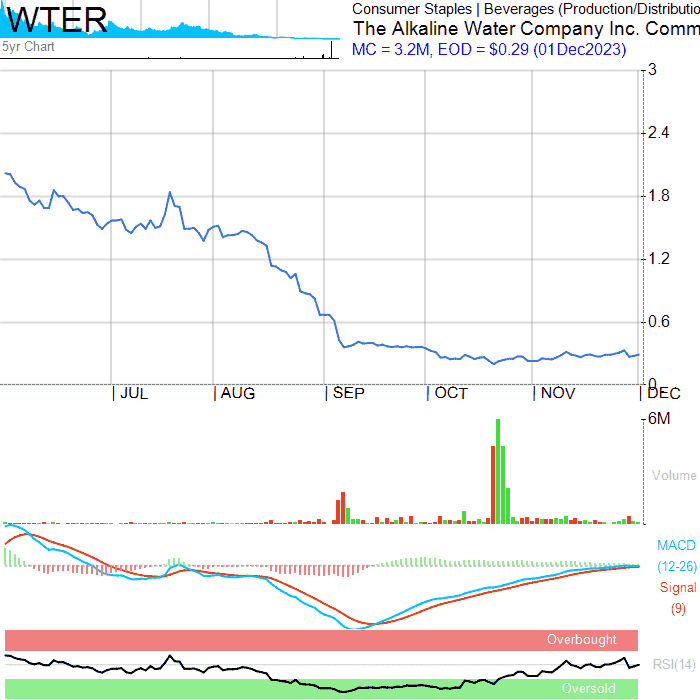 WTER
Consumer Staples | Beverages (Production/Distributio
The Alkaline Water Company Inc. Comm
5yr Chart
MC = 3.2M, EOD = $0.29 (01Dec2023)
3
2.4
1.8
1.2
0.6
0
| JUL | AUG | SEP | OCT | NOV | DEC
6M
Volume
MACD
(12-26)
Signal
(9)
Overbought
RSI(14)
Oversold